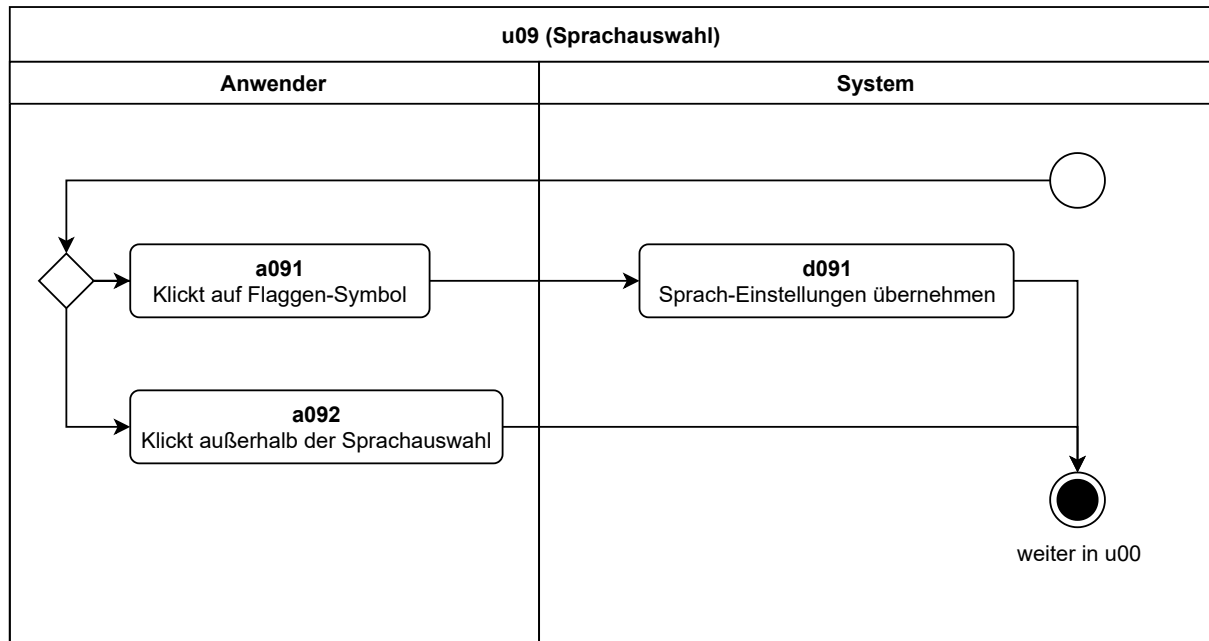 u09 (Sprachauswahl)
Anwender
System
a091
Klickt auf Flaggen-Symbol
d091
Sprach-Einstellungen übernehmen
a092
Klickt außerhalb der Sprachauswahl
weiter in u00